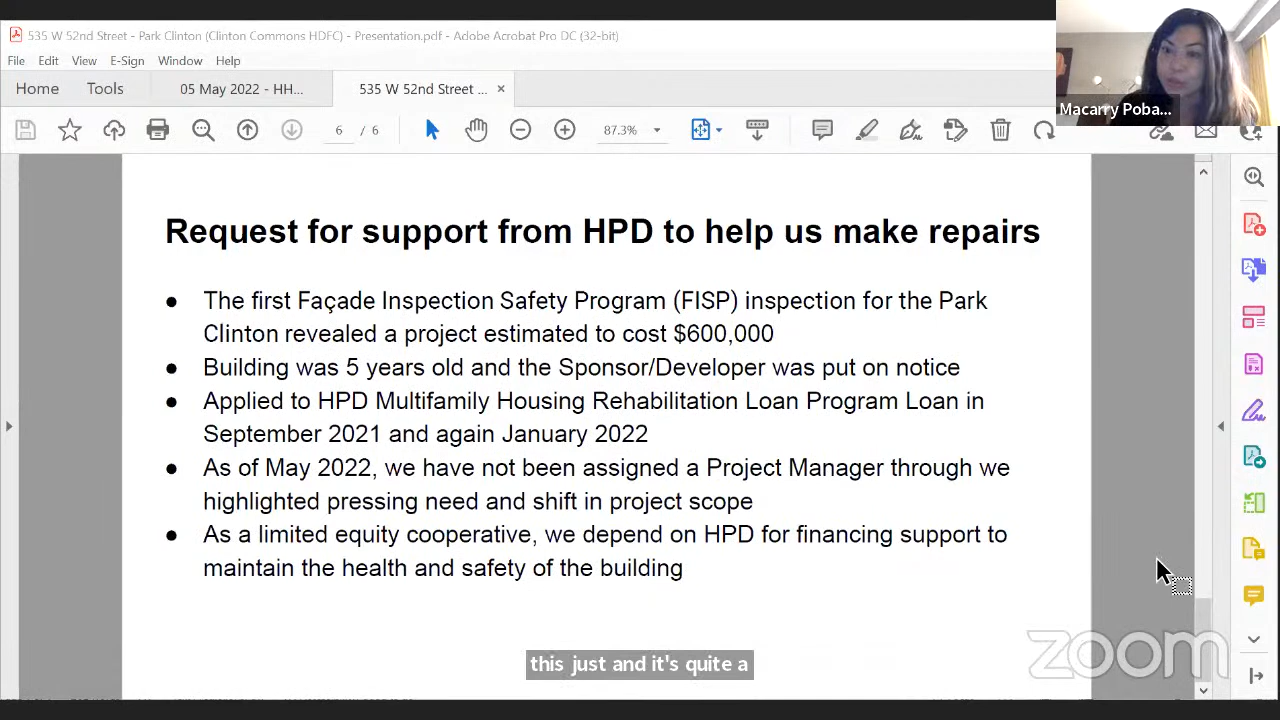 535 W 52nd Street - Park Clinton (Clinton Commons HDFC) - Presentation.pdf - Adobe Acrobat Pro DC (32-bit)
File Edit View E-Sign Window Help
Home Tools 05 May 2022 - HH... 535 W 52nd Street ... ×
6 / 6 87.3%
Macarry Poba...
Request for support from HPD to help us make repairs
● The first Façade Inspection Safety Program (FISP) inspection for the Park
Clinton revealed a project estimated to cost $600,000
● Building was 5 years old and the Sponsor/Developer was put on notice
● Applied to HPD Multifamily Housing Rehabilitation Loan Program Loan in
September 2021 and again January 2022
● As of May 2022, we have not been assigned a Project Manager through we
highlighted pressing need and shift in project scope
● As a limited equity cooperative, we depend on HPD for financing support to
maintain the health and safety of the building
zoom
this just and it's quite a